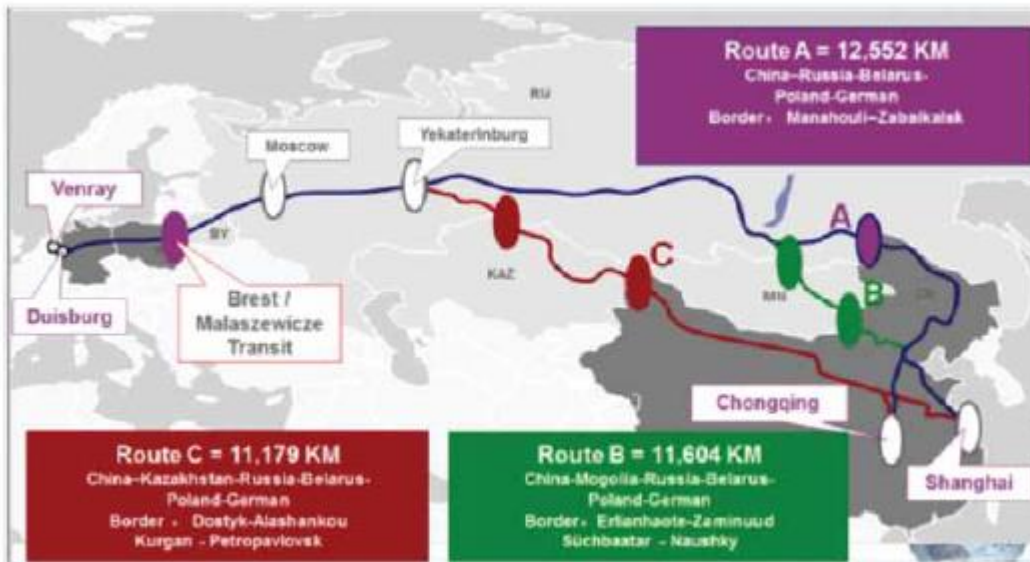 Route A = 12,552 KM
China–Russia-Belarus-
Poland-German
Border: Manahouli–Zabaikalsk
RU
Yekaterinburg
Moscow
Venray
BY
A
C
KAZ
MN
B
CN
Duisburg
Brest /
Malaszewicze
Transit
Chongqing
Shanghai
Route C = 11,179 KM
China–Kazakhstan-Russia-Belarus-
Poland-German
Border: Dostyk-Alashankou
Kurgan - Petropavlovsk
Route B = 11,604 KM
China-Mogolia-Russia-Belarus-
Poland-German
Border: Erlianhaote-Zaminuud
Süchbaatar - Naushky